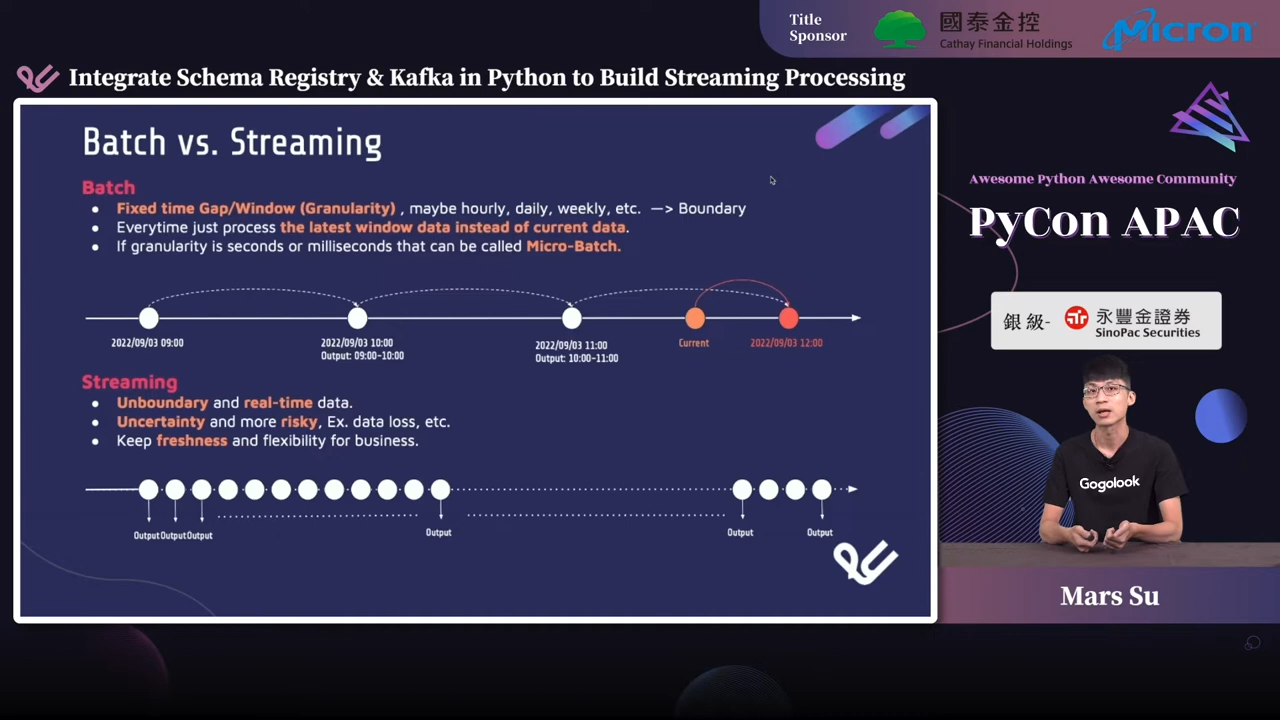 Title
Sponsor
國泰金控
Cathay Financial Holdings
Micron
Integrate Schema Registry & Kafka in Python to Build Streaming Processing
Batch vs. Streaming
Batch
Fixed time Gap/Window (Granularity) , maybe hourly, daily, weekly, etc. —> Boundary
Everytime just process the latest window data instead of current data.
If granularity is seconds or milliseconds that can be called Micro-Batch.
2022/09/03 09:00
2022/09/03 10:00
Output: 09:00-10:00
2022/09/03 11:00
Output: 10:00-11:00
Current
2022/09/03 12:00
Streaming
Unboundary and real-time data.
Uncertainty and more risky, Ex. data loss, etc.
Keep freshness and flexibility for business.
Output Output Output
Output
Output
Output
Awesome Python Awesome Community
PyCon APAC
銀級-
永豐金證券
SinoPac Securities
Gogolook
Mars Su